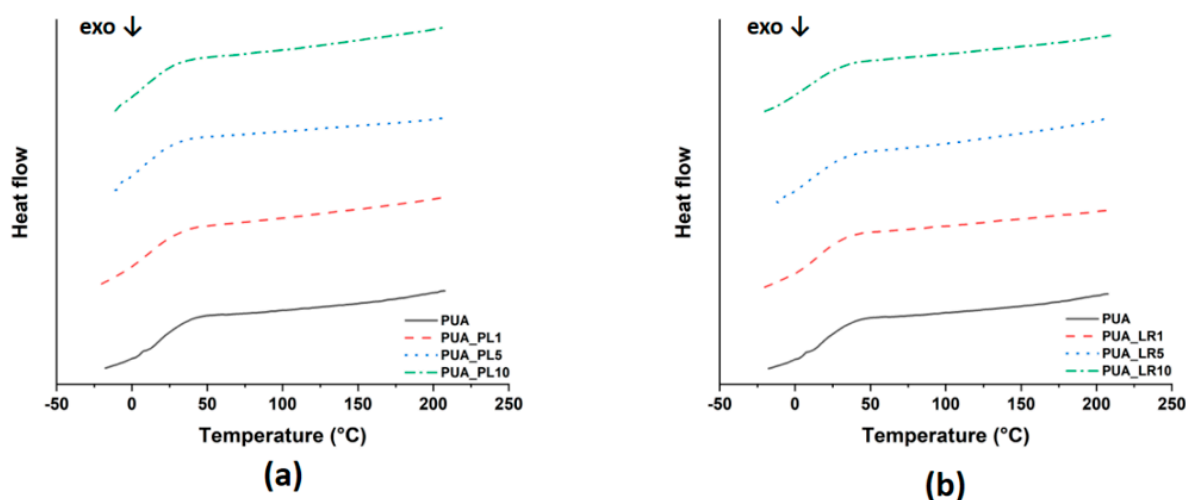 exo ↓
Heat flow
PUA
PUA_PL1
PUA_PL5
PUA_PL10
-50 0 50 100 150 200 250
Temperature (°C)
(a)
exo ↓
Heat flow
PUA
PUA_LR1
PUA_LR5
PUA_LR10
-50 0 50 100 150 200 250
Temperature (°C)
(b)